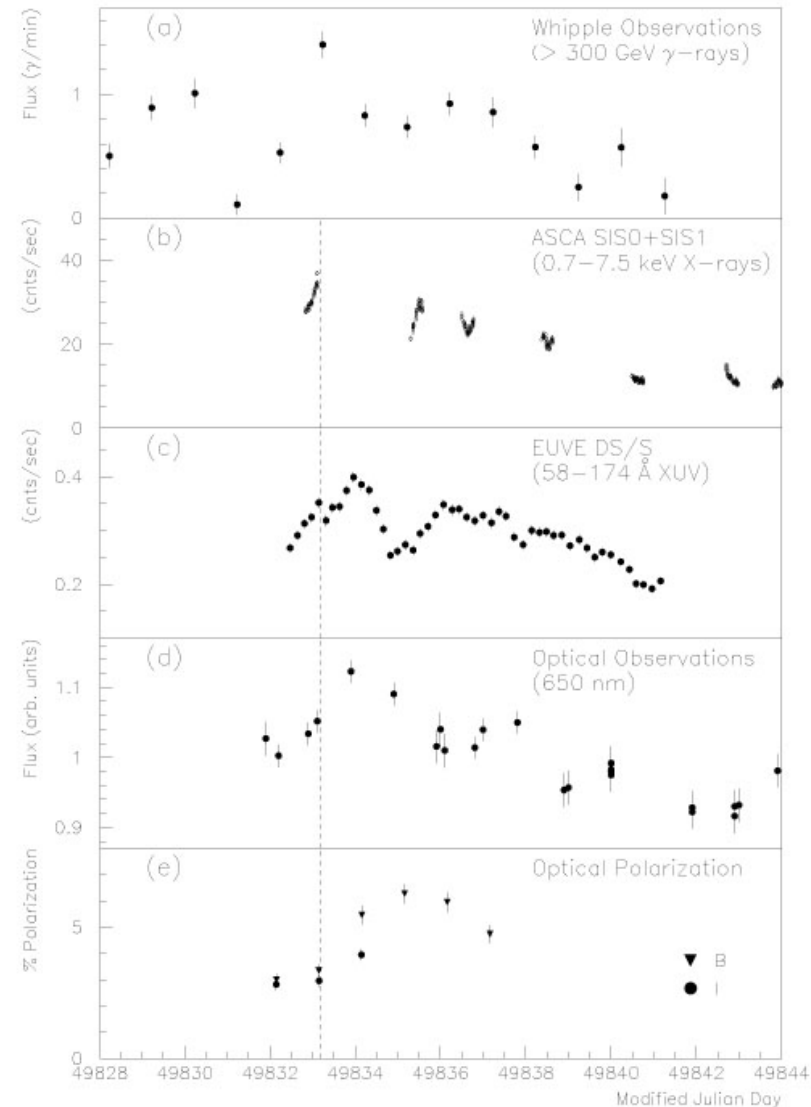 (a)
Whipple Observations
(> 300 GeV γ-rays)
Flux (γ/min)
1
0
(b)
ASCA SIS0+SIS1
(0.7-7.5 keV X-rays)
(cnts/sec)
40
20
0
(c)
EUVE DS/S
(58-174 Å XUV)
(cnts/sec)
0.4
0.2
(d)
Optical Observations
(650 nm)
Flux (arb. units)
1.1
1
0.9
(e)
Optical Polarization
% Polarization
5
0
B
I
49828 49830 49832 49834 49836 49838 49840 49842 49844
Modified Julian Day